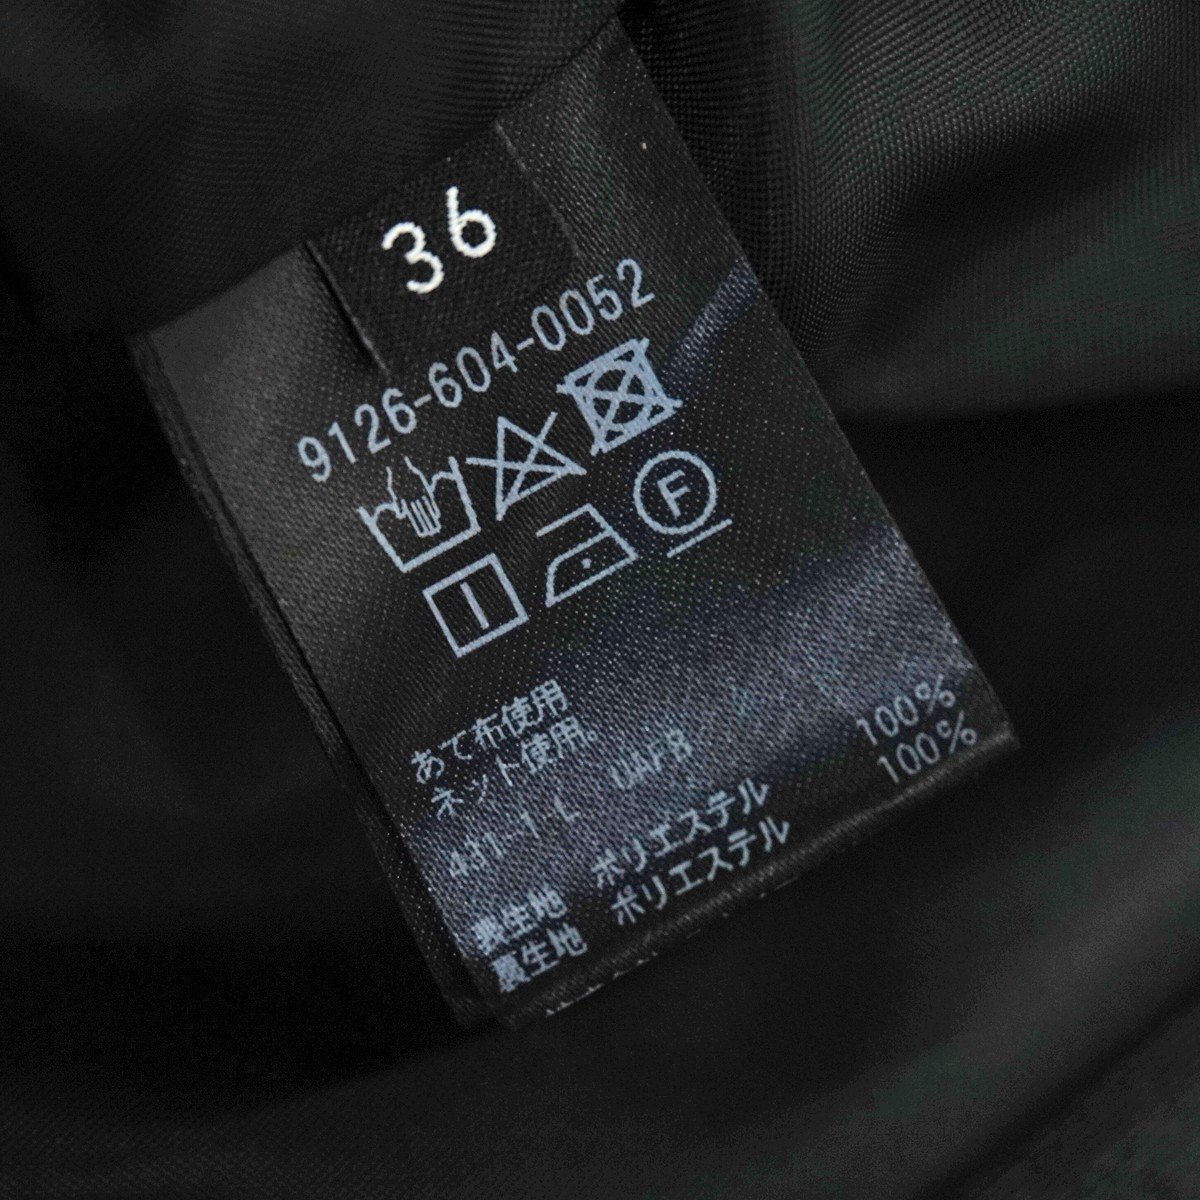 36
9126-604-0052
F
あて布使用
ネット使用
UAF8
表生地 ポリエステル 100%
裏生地 ポリエステル 100%